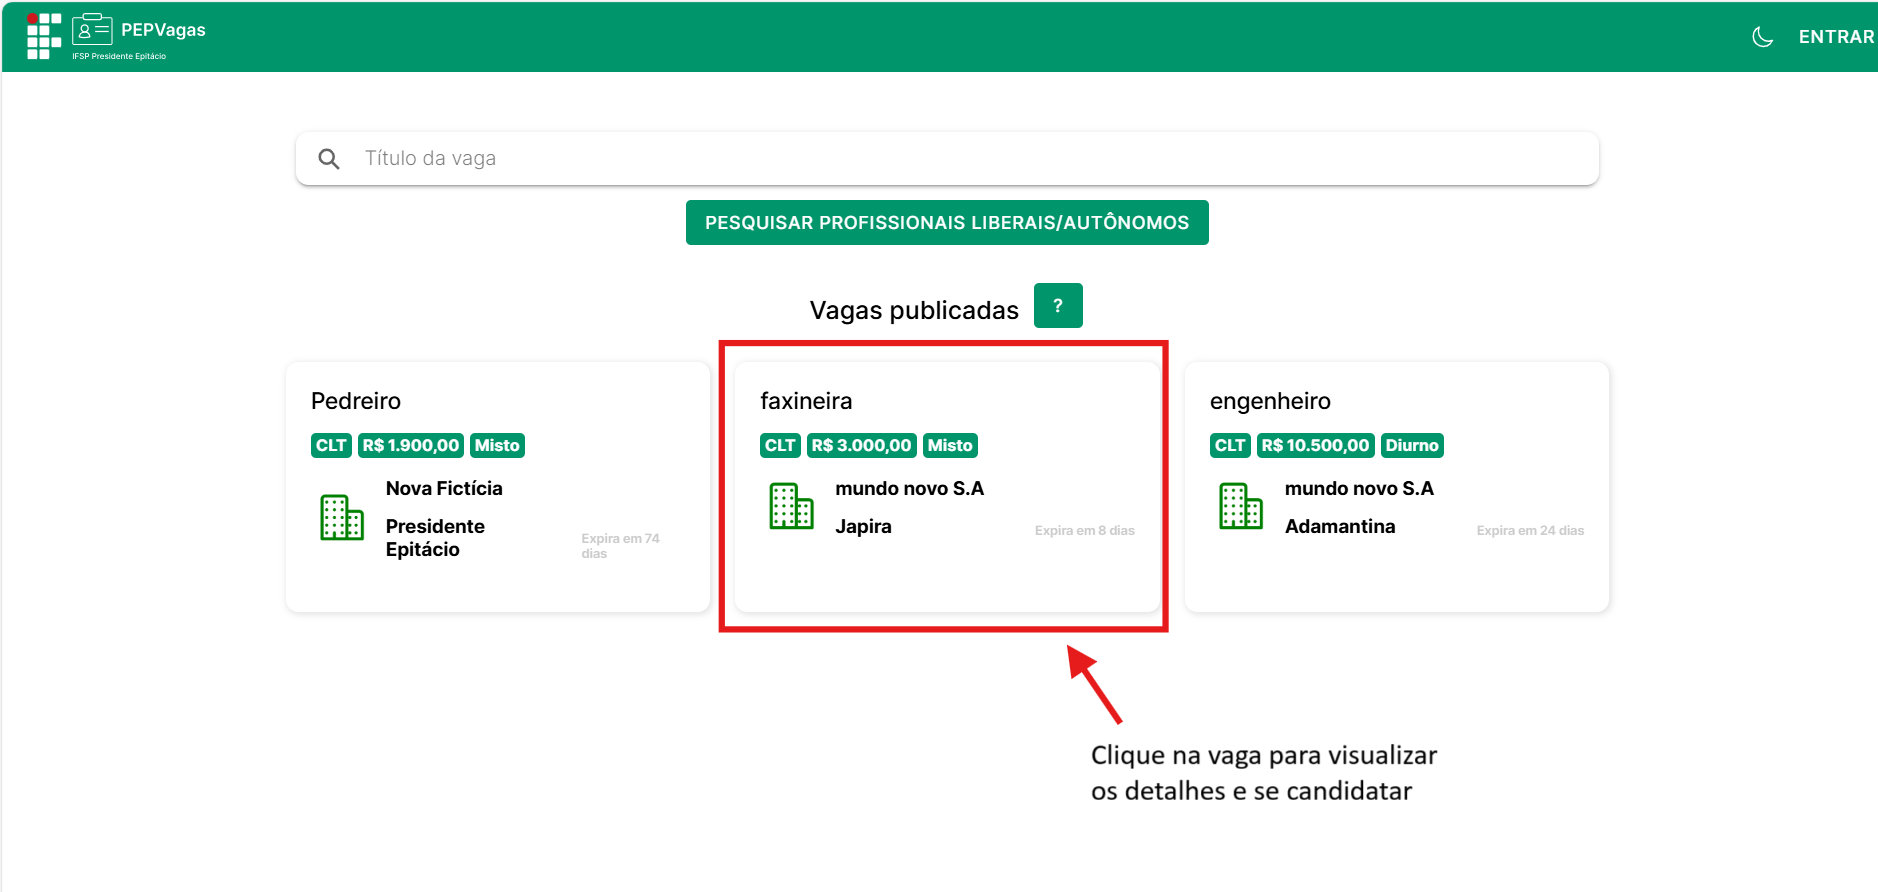 PEPVagas
IFSP Presidente Epitácio
ENTRAR
Título da vaga
PESQUISAR PROFISSIONAIS LIBERAIS/AUTÔNOMOS
Vagas publicadas
?
Pedreiro
CLT R$ 1.900,00 Misto
Nova Fictícia
Presidente
Epitácio
Expira em 74
dias
faxineira
CLT R$ 3.000,00 Misto
mundo novo S.A
Japira
Expira em 8 dias
engenheiro
CLT R$ 10.500,00 Diurno
mundo novo S.A
Adamantina
Expira em 24 dias
Clique na vaga para visualizar
os detalhes e se candidatar